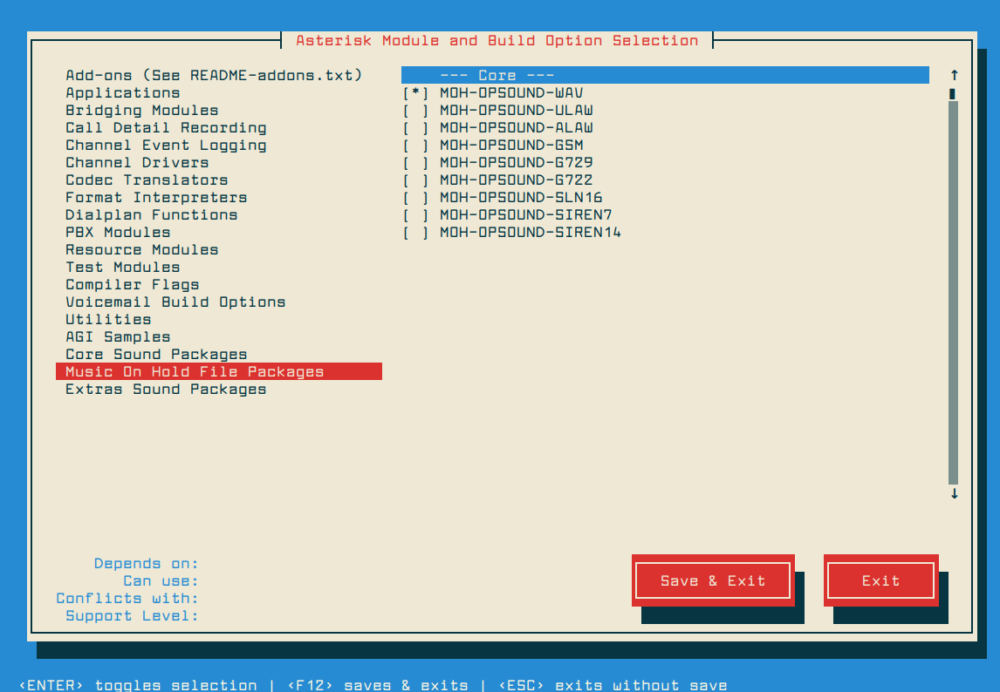 Asterisk Module and Build Option Selection
Add-ons (See README-addons.txt)
Applications
Bridging Modules
Call Detail Recording
Channel Event Logging
Channel Drivers
Codec Translators
Format Interpreters
Dialplan Functions
PBX Modules
Resource Modules
Test Modules
Compiler Flags
Voicemail Build Options
Utilities
AGI Samples
Core Sound Packages
Music On Hold File Packages
Extras Sound Packages
--- Core ---
[*] MOH-OPSOUND-WAV
[ ] MOH-OPSOUND-ULAW
[ ] MOH-OPSOUND-ALAW
[ ] MOH-OPSOUND-GSM
[ ] MOH-OPSOUND-G729
[ ] MOH-OPSOUND-G722
[ ] MOH-OPSOUND-SLN16
[ ] MOH-OPSOUND-SIREN7
[ ] MOH-OPSOUND-SIREN14
↑
↓
Depends on:
Can use:
Conflicts with:
Support Level:
Save & Exit
Exit
<ENTER> toggles selection | <F12> saves & exits | <ESC> exits without save